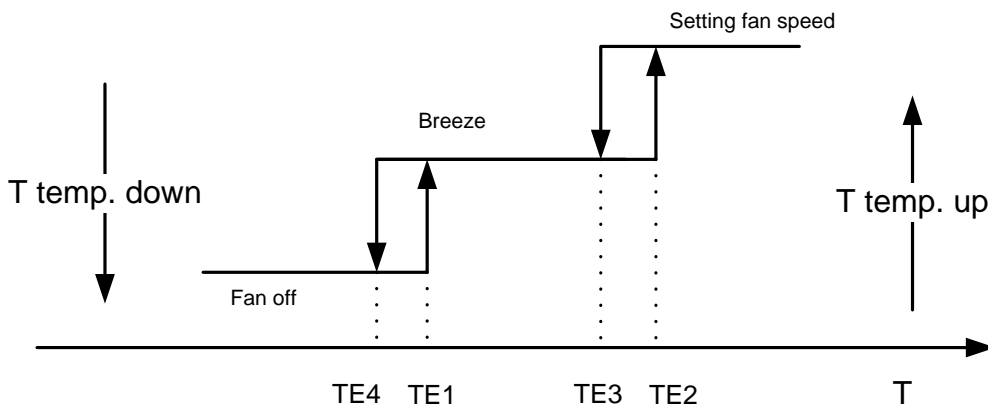 Setting fan speed
Breeze
T temp. down
T temp. up
Fan off
TE4 TE1 TE3 TE2 T